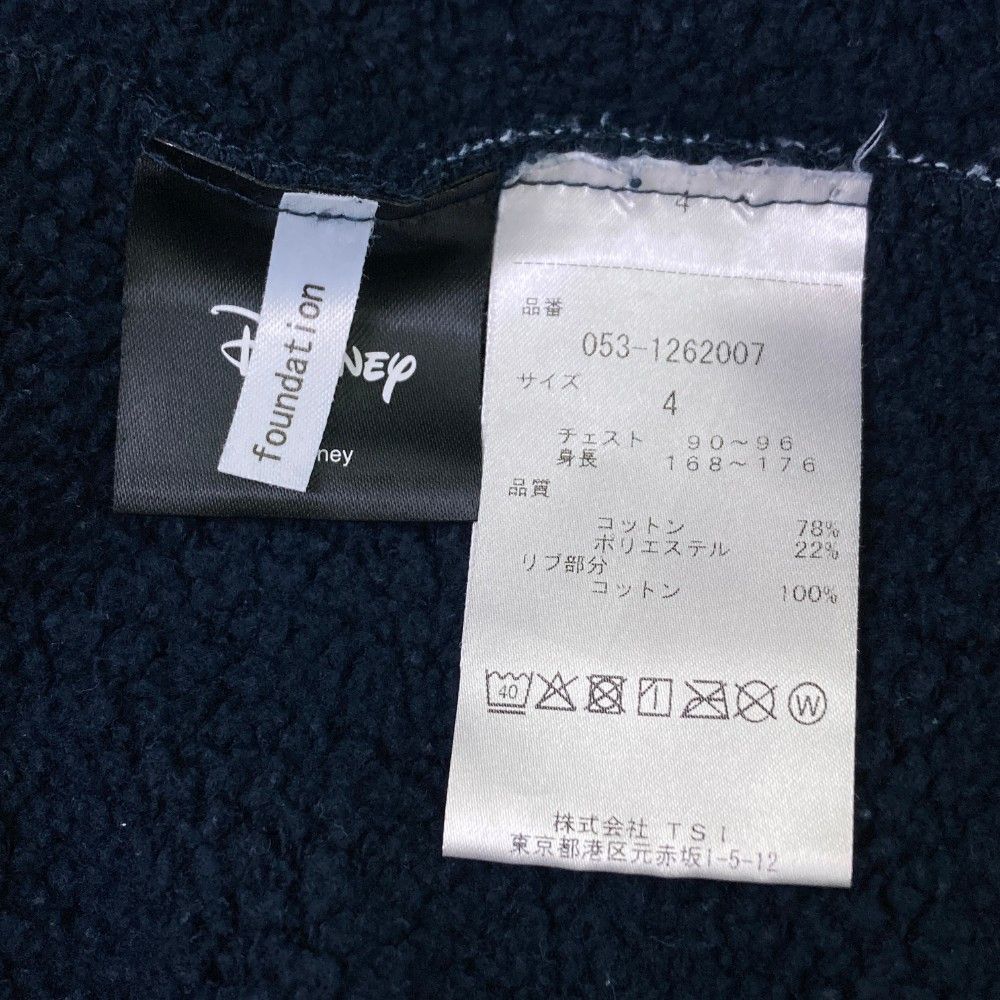 foundation
NEY
ney
4
品番
053-1262007
サイズ
4
チェスト 90～96
身長 168～176
品質
コットン 78%
ポリエステル 22%
リブ部分
コットン 100%
40
W
株式会社 TSI
東京都港区元赤坂1-5-12